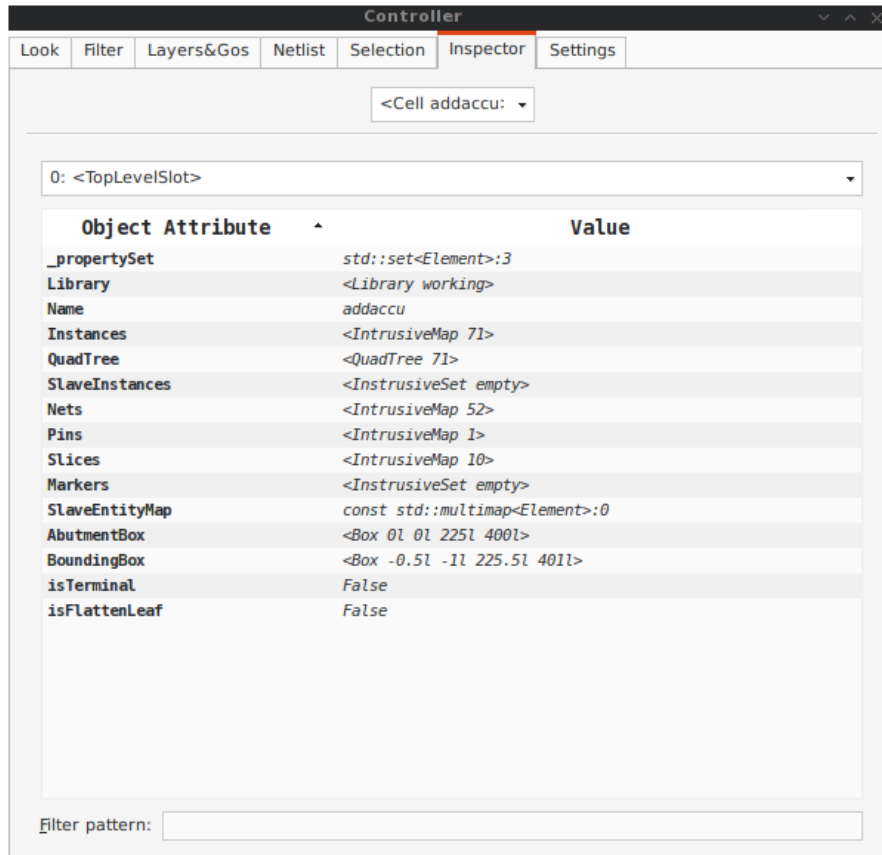 Controller
Look Filter Layers&Gos Netlist Selection Inspector Settings
<Cell addaccu:
0: <TopLevelSlot>
Object Attribute Value
_propertySet std::set<Element>:3
Library <Library working>
Name addaccu
Instances <IntrusiveMap 71>
QuadTree <QuadTree 71>
SlaveInstances <InstrusiveSet empty>
Nets <IntrusiveMap 52>
Pins <IntrusiveMap 1>
Slices <IntrusiveMap 10>
Markers <InstrusiveSet empty>
SlaveEntityMap const std::multimap<Element>:0
AbutmentBox <Box 0l 0l 225l 400l>
BoundingBox <Box -0.5l -1l 225.5l 401l>
isTerminal False
isFlattenLeaf False
Filter pattern: